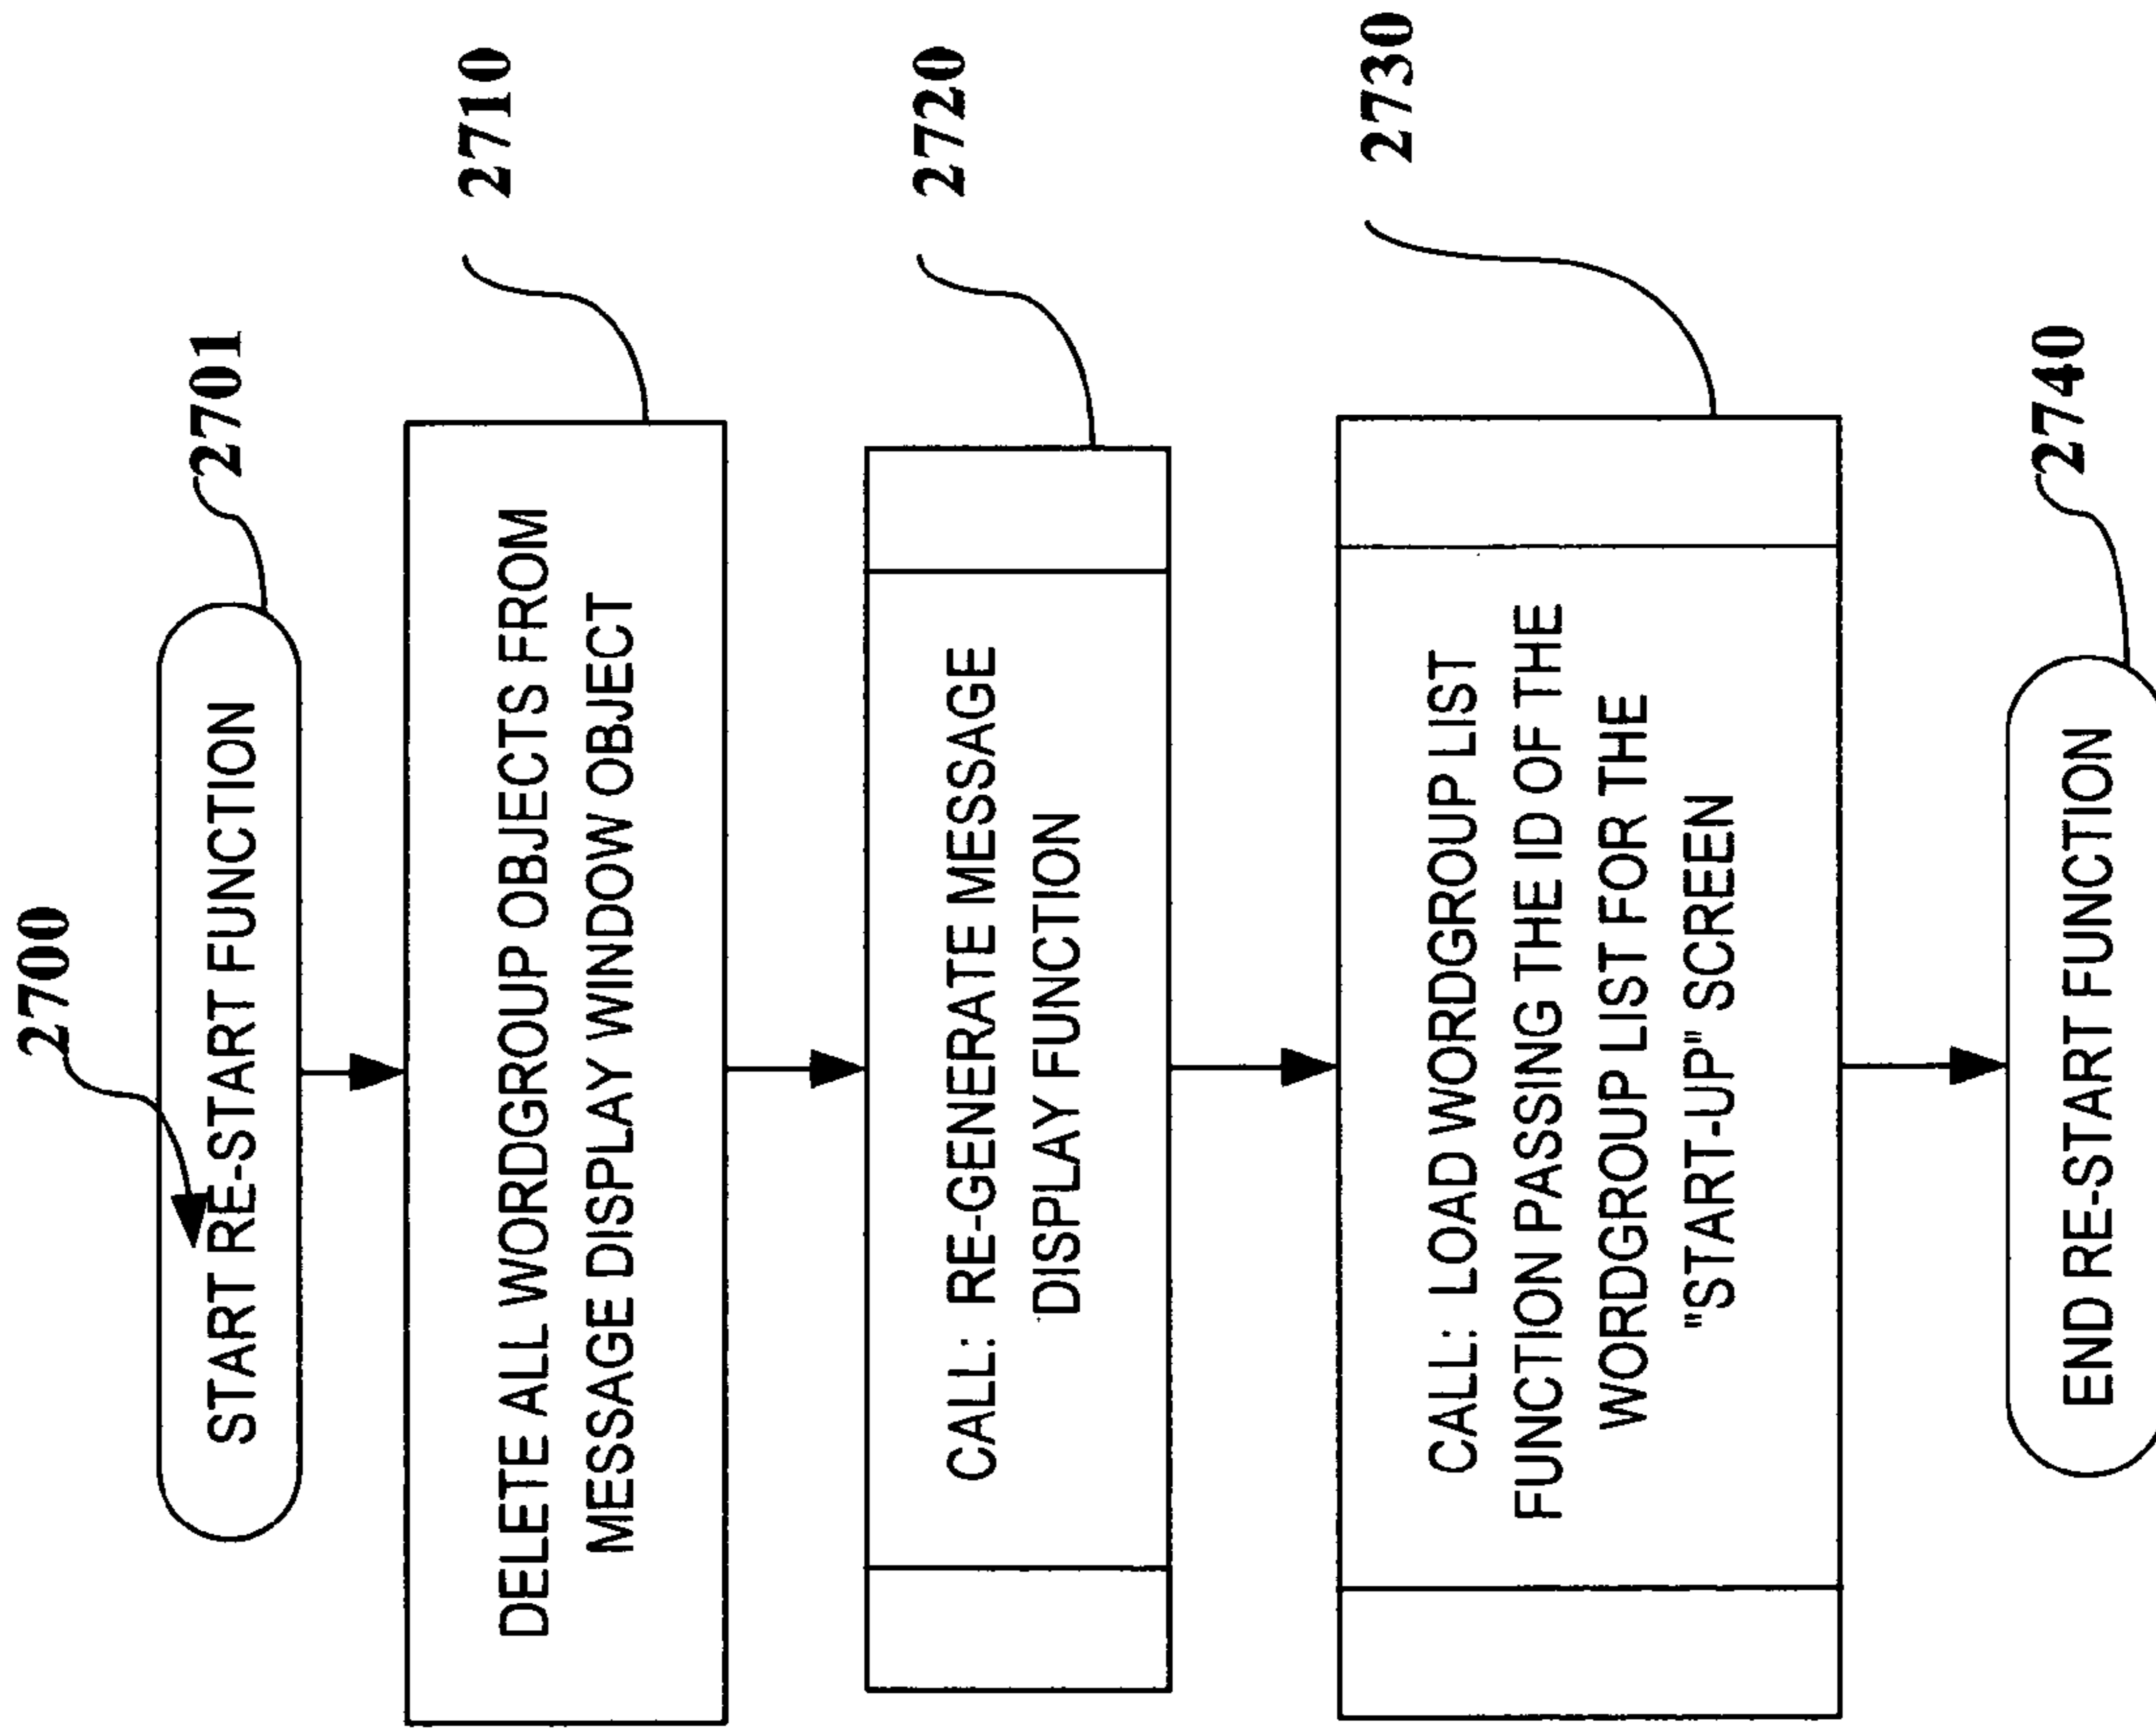 2700
START RE-START FUNCTION
2701
DELETE ALL WORDGROUP OBJECTS FROM
MESSAGE DISPLAY WINDOW OBJECT
2710
CALL: RE-GENERATE MESSAGE
DISPLAY FUNCTION
2720
CALL: LOAD WORDGROUP LIST
FUNCTION PASSING THE ID OF THE
WORDGROUP LIST FOR THE
"START-UP" SCREEN
2730
END RE-START FUNCTION
2740